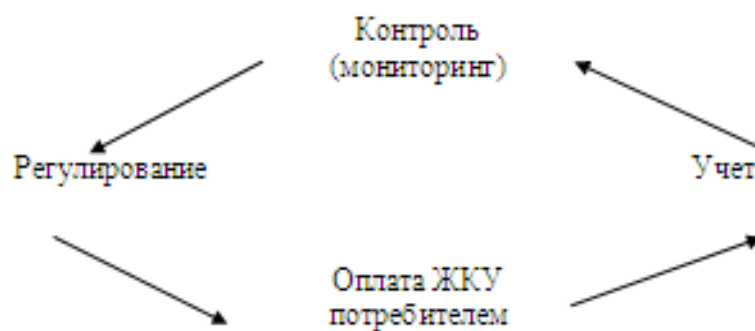 Контроль
(мониторинг)
Регулирование
Учет
Оплата ЖКУ
потребителем